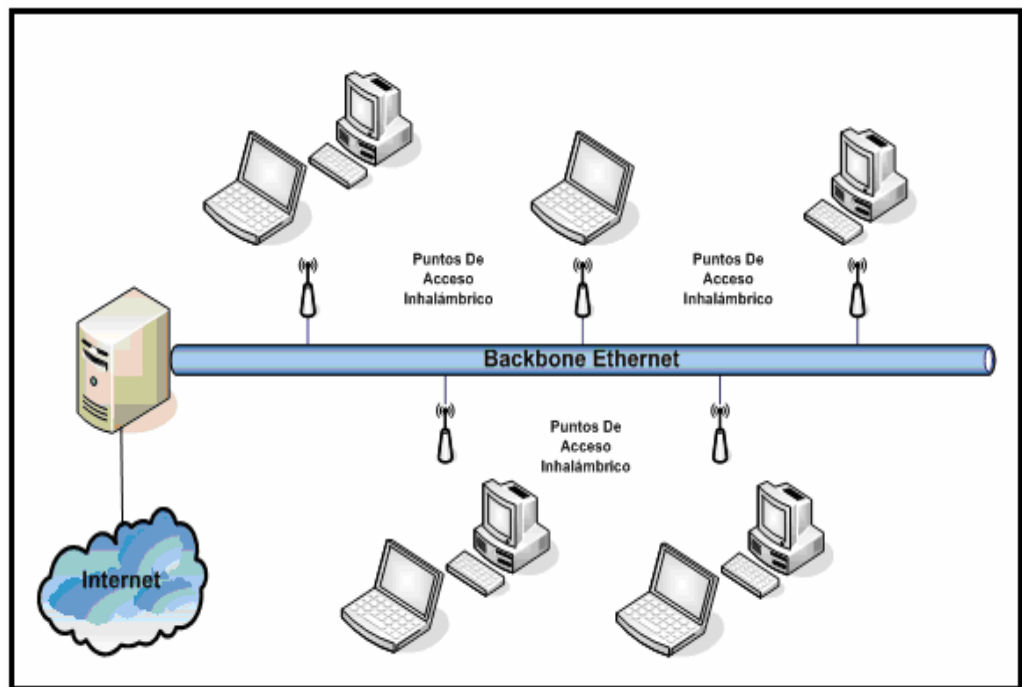 Puntos De
Acceso
Inhalámbrico
Puntos De
Acceso
Inhalámbrico
Backbone Ethernet
Puntos De
Acceso
Inhalámbrico
Internet